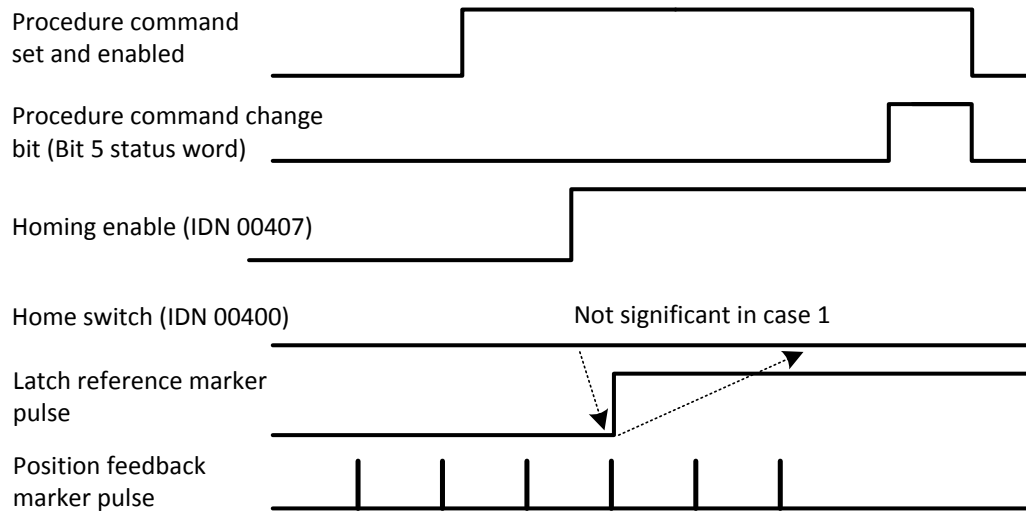 Procedure command
set and enabled
Procedure command change
bit (Bit 5 status word)
Homing enable (IDN 00407)
Home switch (IDN 00400)
Not significant in case 1
Latch reference marker
pulse
Position feedback
marker pulse